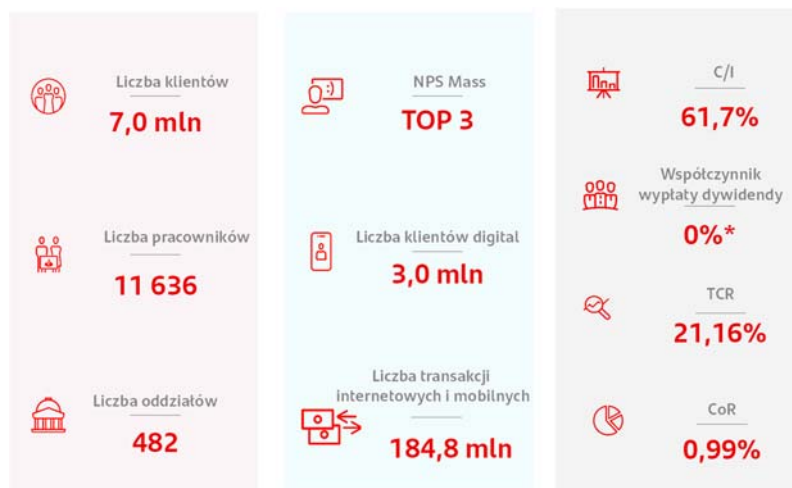 Liczba klientów
7,0 mln
Liczba pracowników
11 636
Liczba oddziałów
482
NPS Mass
TOP 3
Liczba klientów digital
3,0 mln
Liczba transakcji
internetowych i mobilnych
184,8 mln
C/I
61,7%
Współczynnik
wypłaty dywidendy
0%*
TCR
21,16%
CoR
0,99%